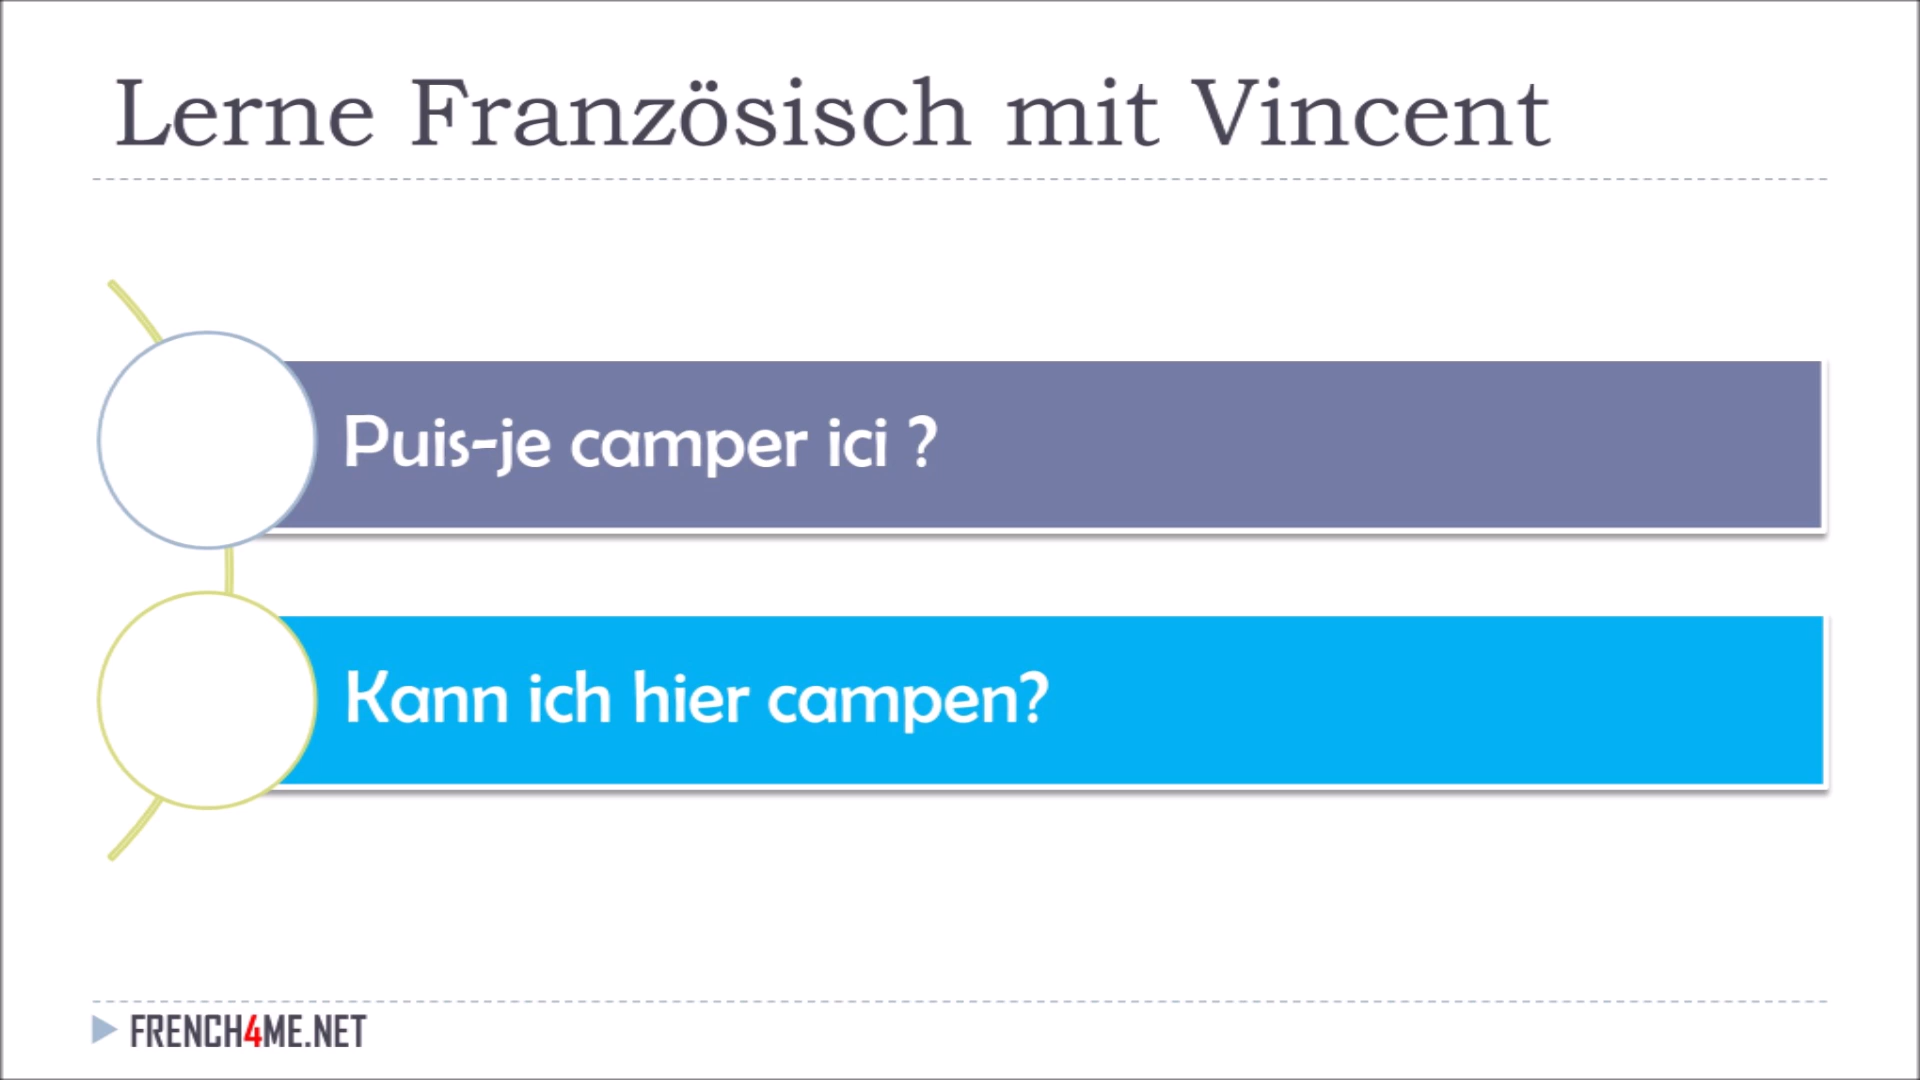 Lerne Französisch mit Vincent
Puis-je camper ici ?
Kann ich hier campen?
FRENCH4ME.NET